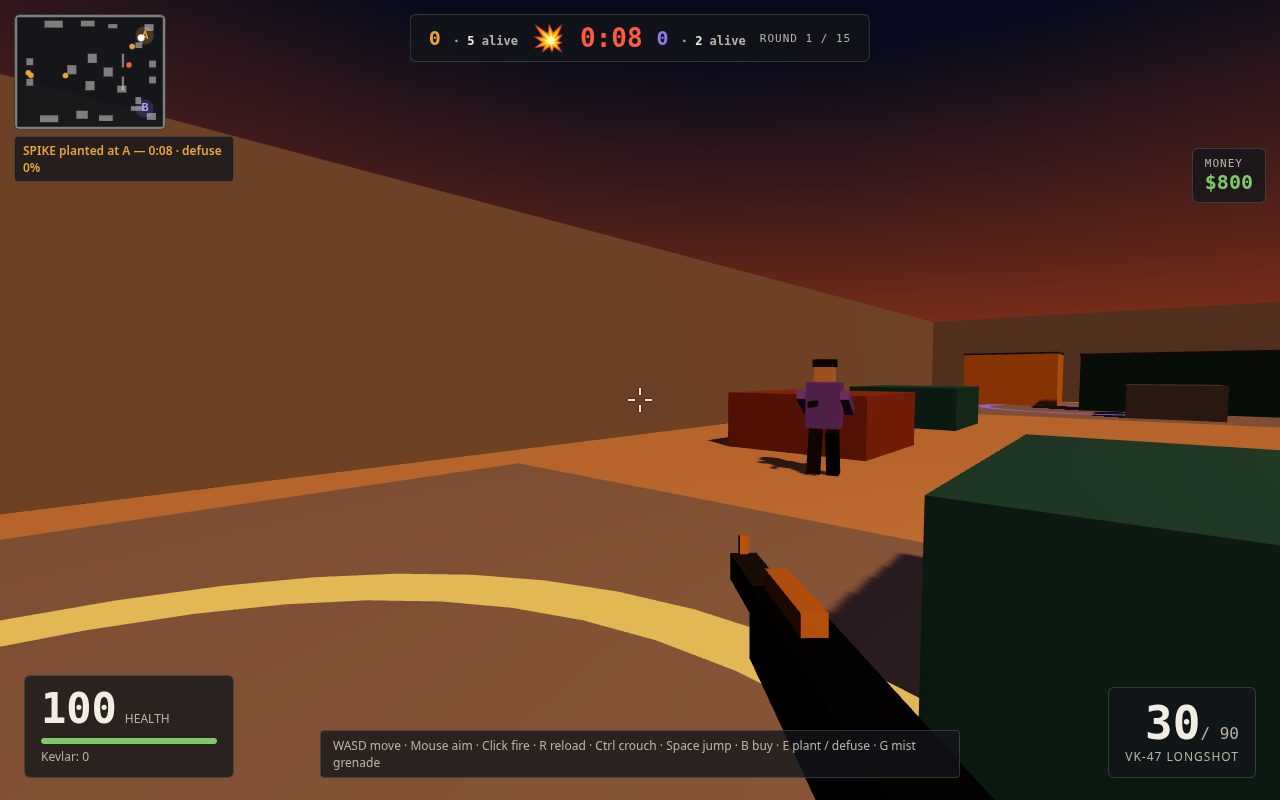 0 · 5 alive 💥 0:08 0 · 2 alive ROUND 1 / 15
A
B
SPIKE planted at A — 0:08 · defuse
0%
MONEY
$800
100 HEALTH
Kevlar: 0
WASD move · Mouse aim · Click fire · R reload · Ctrl crouch · Space jump · B buy · E plant / defuse · G mist
grenade
30 / 90
VK-47 LONGSHOT